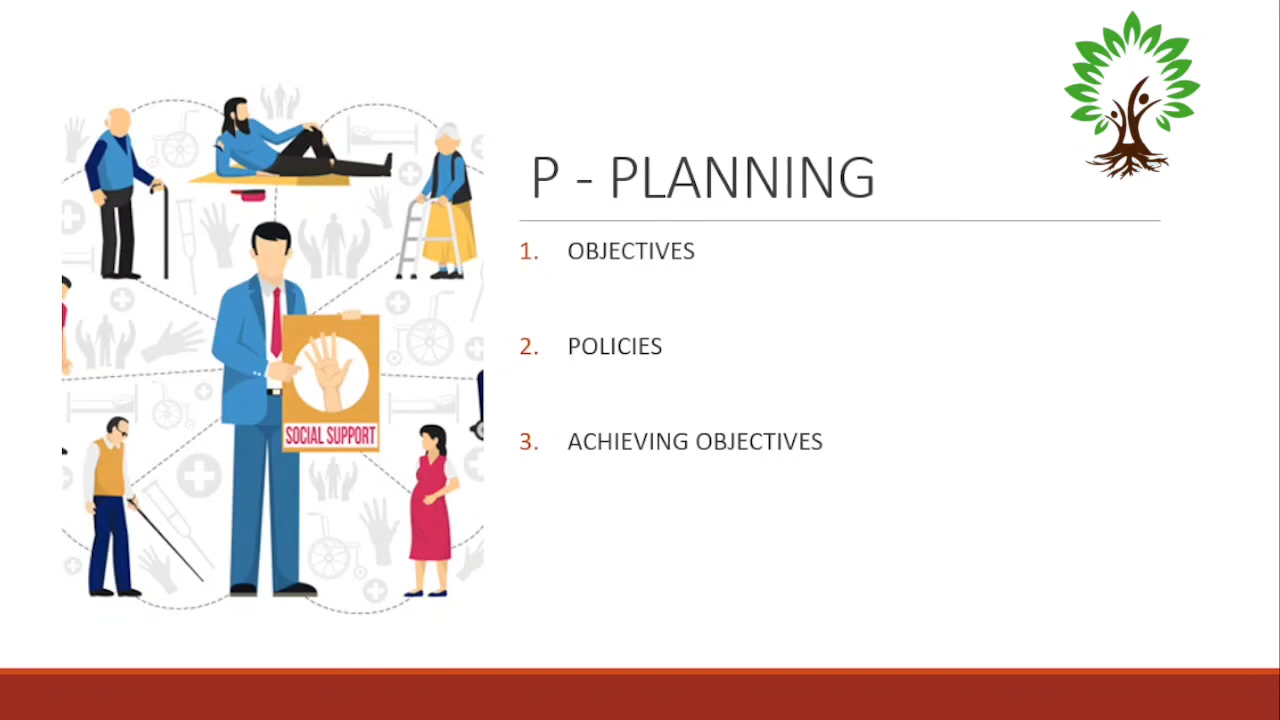 P - PLANNING
1. OBJECTIVES
2. POLICIES
3. ACHIEVING OBJECTIVES
SOCIAL SUPPORT